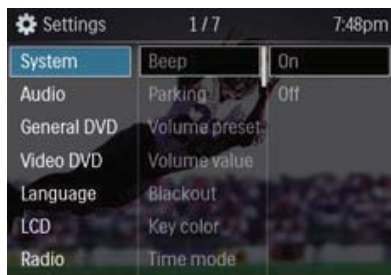 Settings 1/7 7:48pm
System Beep On
Audio Parking Off
General DVD Volume preset
Video DVD Volume value
Language Blackout
LCD Key color
Radio Time mode